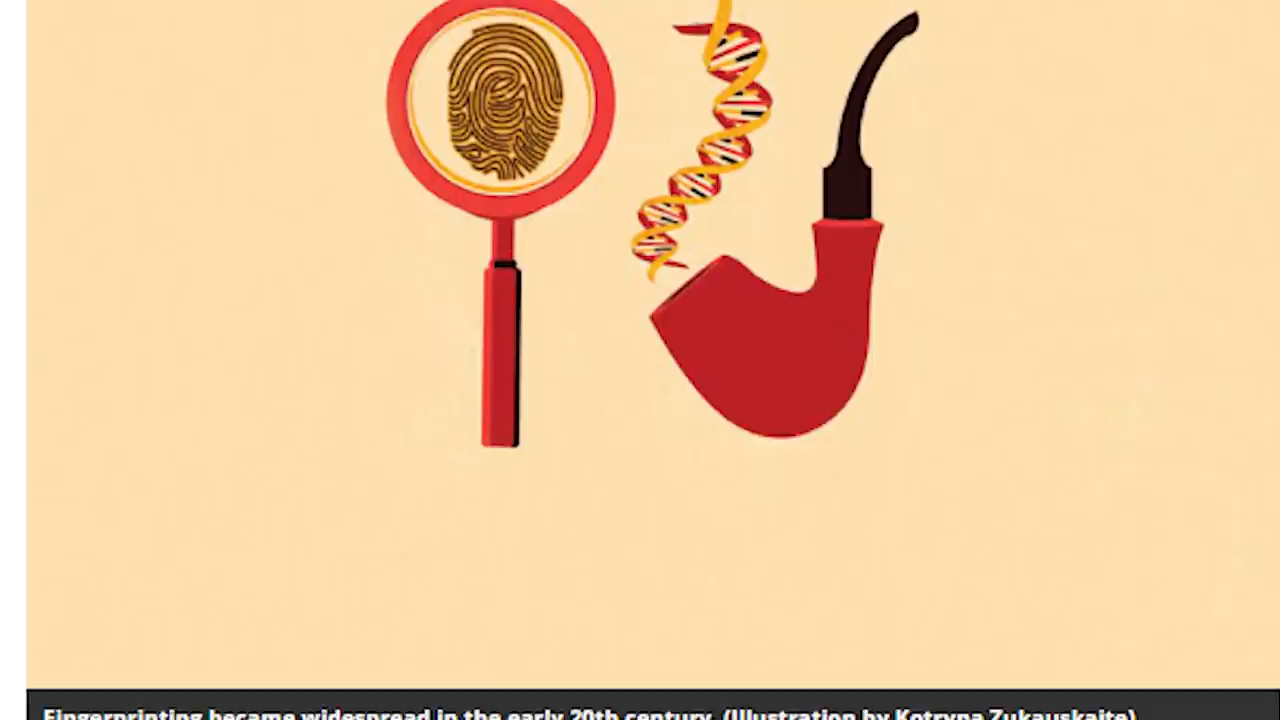 Fingerprinting became widespread in the early 20th century. (Illustration by Kotryna Zukauskaite)